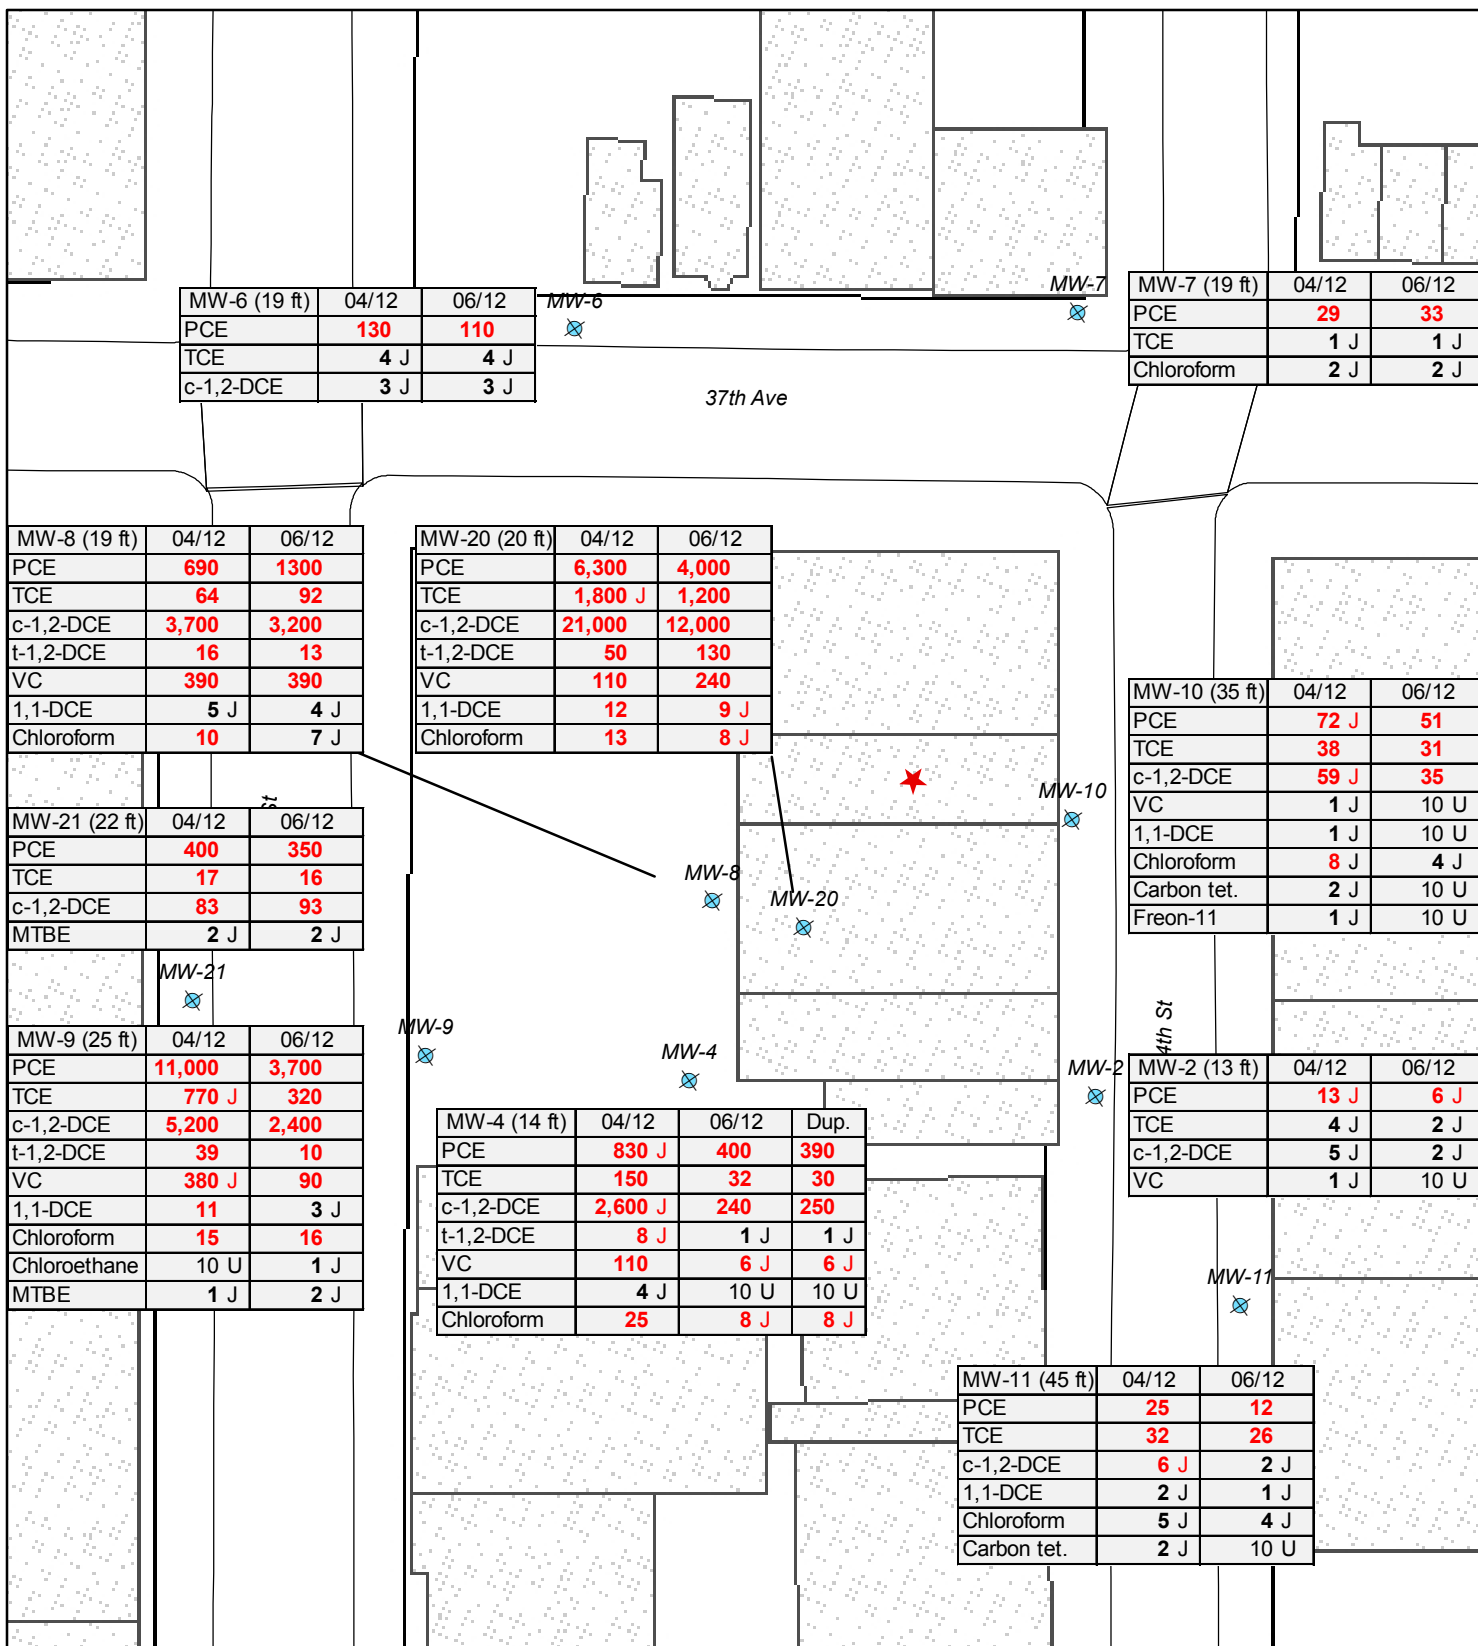 MW-6
MW-7
MW-6 (19 ft) 04/12 06/12
PCE 130 110
TCE 4 J 4 J
c-1,2-DCE 3 J 3 J
MW-7 (19 ft) 04/12 06/12
PCE 29 33
TCE 1 J 1 J
Chloroform 2 J 2 J
37th Ave
MW-8 (19 ft) 04/12 06/12
PCE 690 1300
TCE 64 92
c-1,2-DCE 3,700 3,200
t-1,2-DCE 16 13
VC 390 390
1,1-DCE 5 J 4 J
Chloroform 10 7 J
MW-20 (20 ft) 04/12 06/12
PCE 6,300 4,000
TCE 1,800 J 1,200
c-1,2-DCE 21,000 12,000
t-1,2-DCE 50 130
VC 110 240
1,1-DCE 12 9 J
Chloroform 13 8 J
MW-10 (35 ft) 04/12 06/12
PCE 72 J 51
TCE 38 31
c-1,2-DCE 59 J 35
VC 1 J 10 U
1,1-DCE 1 J 10 U
Chloroform 8 J 4 J
Carbon tet. 2 J 10 U
Freon-11 1 J 10 U
MW-10
St
MW-21 (22 ft) 04/12 06/12
PCE 400 350
TCE 17 16
c-1,2-DCE 83 93
MTBE 2 J 2 J
MW-8
MW-20
MW-21
MW-9
MW-4
MW-2
4th St
MW-9 (25 ft) 04/12 06/12
PCE 11,000 3,700
TCE 770 J 320
c-1,2-DCE 5,200 2,400
t-1,2-DCE 39 10
VC 380 J 90
1,1-DCE 11 3 J
Chloroform 15 16
Chloroethane 10 U 1 J
MTBE 1 J 2 J
MW-4 (14 ft) 04/12 06/12 Dup.
PCE 830 J 400 390
TCE 150 32 30
c-1,2-DCE 2,600 J 240 250
t-1,2-DCE 8 J 1 J 1 J
VC 110 6 J 6 J
1,1-DCE 4 J 10 U 10 U
Chloroform 25 8 J 8 J
MW-2 (13 ft) 04/12 06/12
PCE 13 J 6 J
TCE 4 J 2 J
c-1,2-DCE 5 J 2 J
VC 1 J 10 U
MW-11
MW-11 (45 ft) 04/12 06/12
PCE 25 12
TCE 32 26
c-1,2-DCE 6 J 2 J
1,1-DCE 2 J 1 J
Chloroform 5 J 4 J
Carbon tet. 2 J 10 U